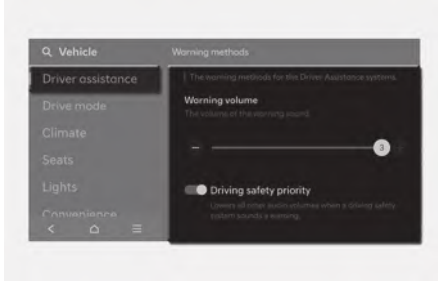 Vehicle
Warning methods
Driver assistance
The warning methods for the Driver Assistance systems.
Drive mode
Warning volume
The volume of the warning sound.
Climate
Seats
- 3
Lights
Driving safety priority
Lowers all other audio volumes when a driving safety
system sounds a warning.
Convenience